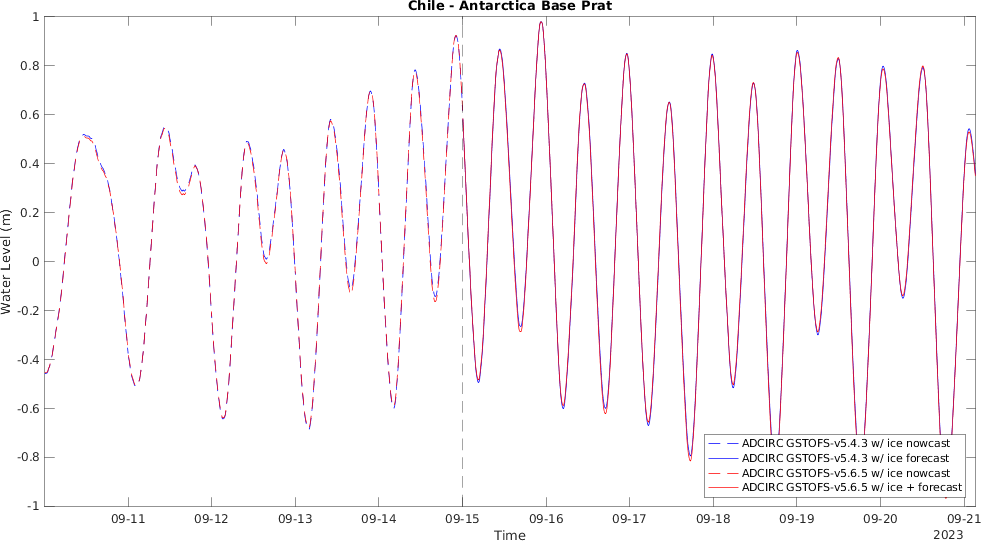 Chile - Antarctica Base Prat
1
0.8
0.6
0.4
0.2
0
-0.2
-0.4
-0.6
-0.8
-1
Water Level (m)
ADCIRC GSTOFS-v5.4.3 w/ ice nowcast
ADCIRC GSTOFS-v5.4.3 w/ ice forecast
ADCIRC GSTOFS-v5.6.5 w/ ice nowcast
ADCIRC GSTOFS-v5.6.5 w/ ice + forecast
09-11 09-12 09-13 09-14 09-15 09-16 09-17 09-18 09-19 09-20 09-21
Time
2023